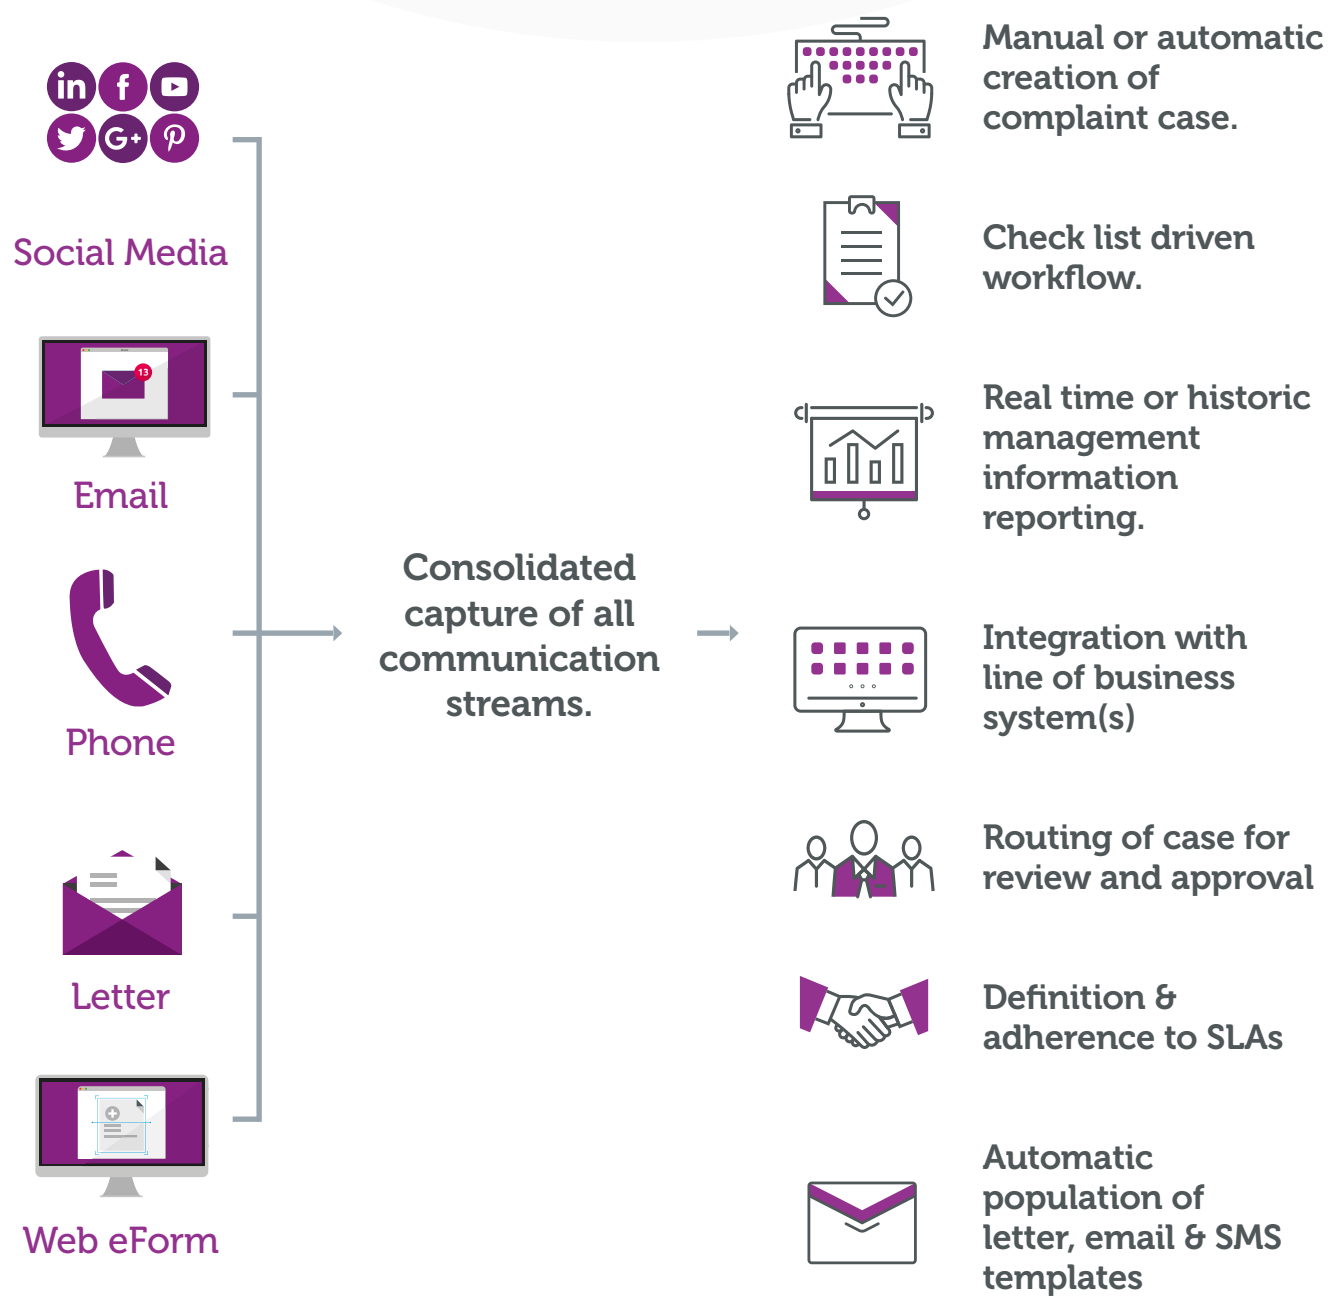 in f
G+
Social Media
13
Email
Phone
Letter
Web eForm
Consolidated
capture of all
communication
streams.
Manual or automatic
creation of
complaint case.
Check list driven
workflow.
Real time or historic
management
information
reporting.
Integration with
line of business
system(s)
Routing of case for
review and approval
Definition &
adherence to SLAs
Automatic
population of
letter, email & SMS
templates